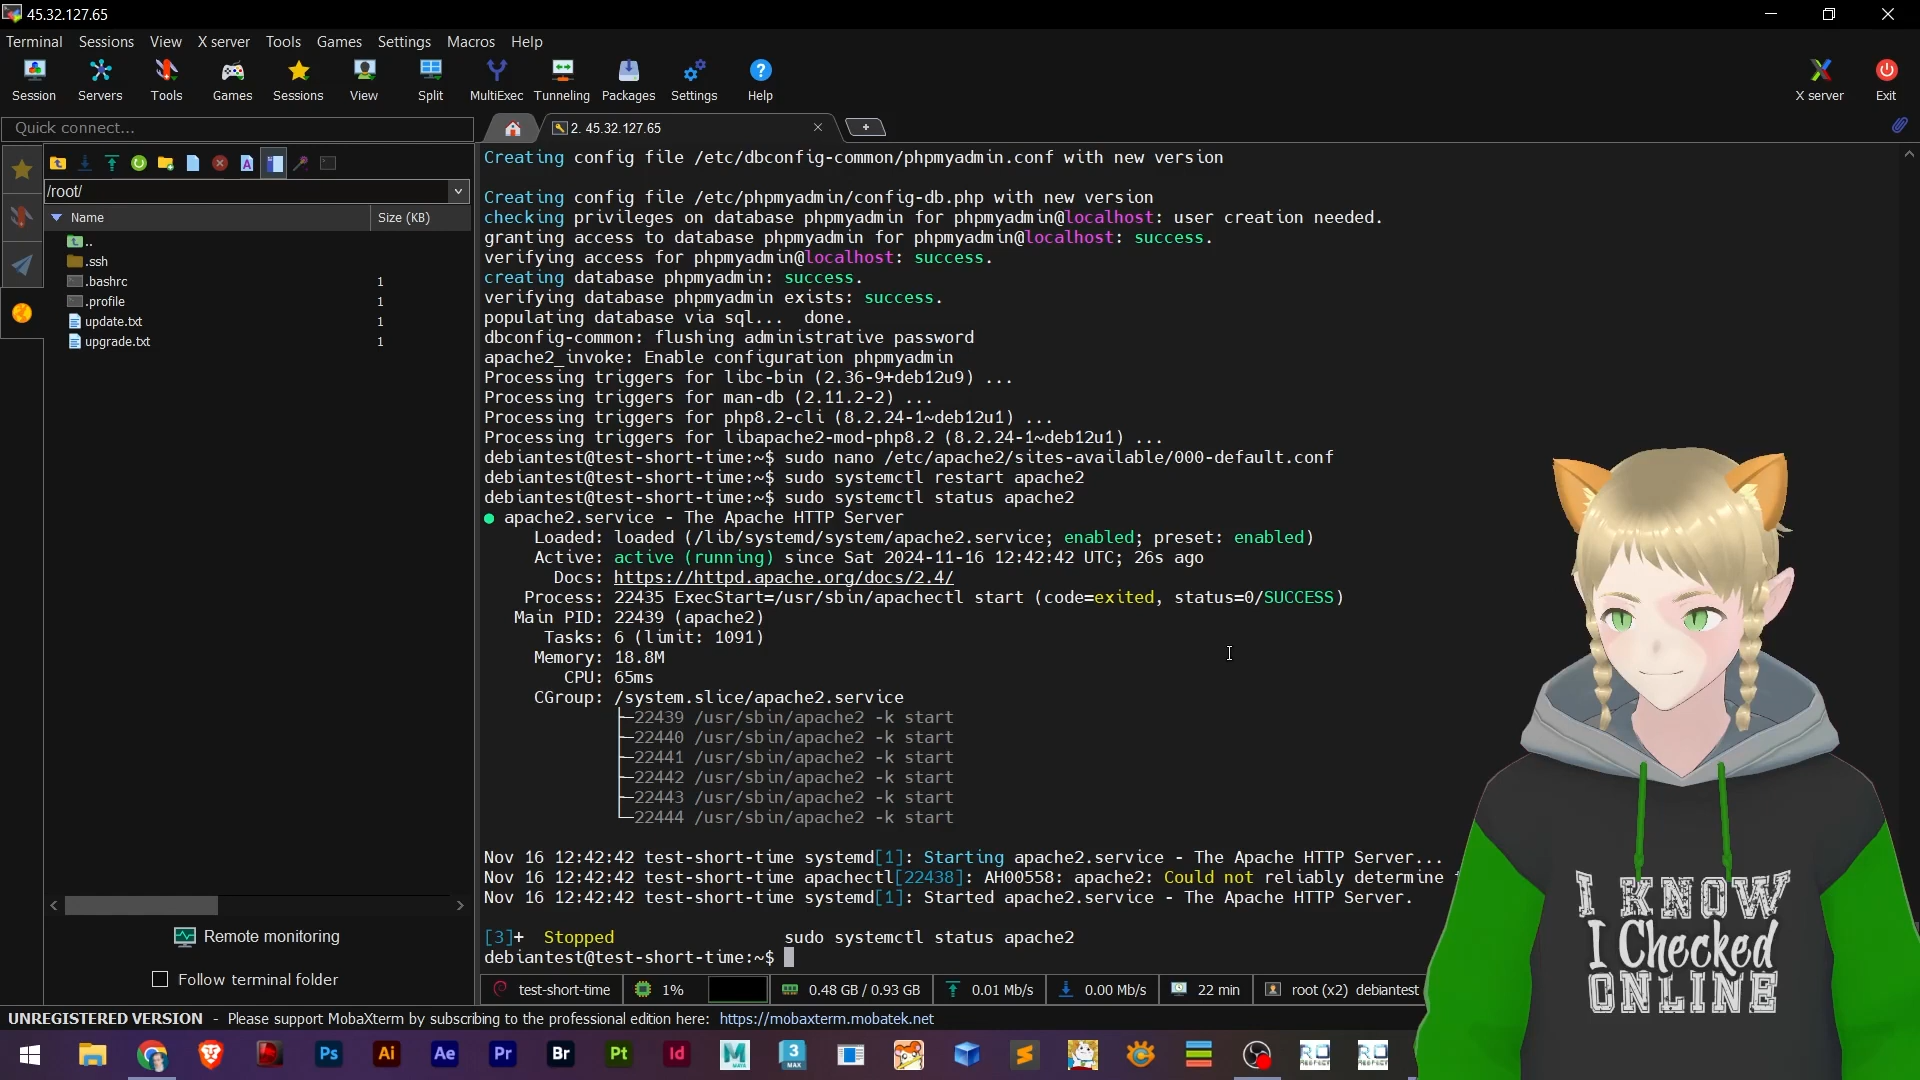 45.32.127.65
Terminal Sessions View X server Tools Games Settings Macros Help
Session Servers Tools Games Sessions View Split MultiExec Tunneling Packages Settings Help X server Exit
Quick connect...
2. 45.32.127.65
/root/
Name Size (KB)
..
.ssh
.bashrc 1
.profile 1
update.txt 1
upgrade.txt 1
Remote monitoring
Follow terminal folder
Creating config file /etc/dbconfig-common/phpmyadmin.conf with new version
Creating config file /etc/phpmyadmin/config-db.php with new version
checking privileges on database phpmyadmin for phpmyadmin@localhost: user creation needed.
granting access to database phpmyadmin for phpmyadmin@localhost: success.
verifying access for phpmyadmin@localhost: success.
creating database phpmyadmin: success.
verifying database phpmyadmin exists: success.
populating database via sql...  done.
dbconfig-common: flushing administrative password
apache2_invoke: Enable configuration phpmyadmin
Processing triggers for libc-bin (2.36-9+deb12u9) ...
Processing triggers for man-db (2.11.2-2) ...
Processing triggers for php8.2-cli (8.2.24-1~deb12u1) ...
Processing triggers for libapache2-mod-php8.2 (8.2.24-1~deb12u1) ...
debiantest@test-short-time:~$ sudo nano /etc/apache2/sites-available/000-default.conf
debiantest@test-short-time:~$ sudo systemctl restart apache2
debiantest@test-short-time:~$ sudo systemctl status apache2
● apache2.service - The Apache HTTP Server
Loaded: loaded (/lib/systemd/system/apache2.service; enabled; preset: enabled)
Active: active (running) since Sat 2024-11-16 12:42:42 UTC; 26s ago
Docs: https://httpd.apache.org/docs/2.4/
Process: 22435 ExecStart=/usr/sbin/apachectl start (code=exited, status=0/SUCCESS)
Main PID: 22439 (apache2)
Tasks: 6 (limit: 1091)
Memory: 18.8M
CPU: 65ms
CGroup: /system.slice/apache2.service
├─22439 /usr/sbin/apache2 -k start
├─22440 /usr/sbin/apache2 -k start
├─22441 /usr/sbin/apache2 -k start
├─22442 /usr/sbin/apache2 -k start
├─22443 /usr/sbin/apache2 -k start
└─22444 /usr/sbin/apache2 -k start
Nov 16 12:42:42 test-short-time systemd[1]: Starting apache2.service - The Apache HTTP Server...
Nov 16 12:42:42 test-short-time apachectl[22438]: AH00558: apache2: Could not reliably determine
Nov 16 12:42:42 test-short-time systemd[1]: Started apache2.service - The Apache HTTP Server.
[3]+  Stopped                 sudo systemctl status apache2
debiantest@test-short-time:~$
test-short-time 1% 0.48 GB / 0.93 GB 0.01 Mb/s 0.00 Mb/s 22 min root (x2) debiantest
UNREGISTERED VERSION - Please support MobaXterm by subscribing to the professional edition here: https://mobaxterm.mobatek.net
I KNOW
I Checked
ONLINE
Ps Ai Ae Pr Br Pt Id M 3
MAX